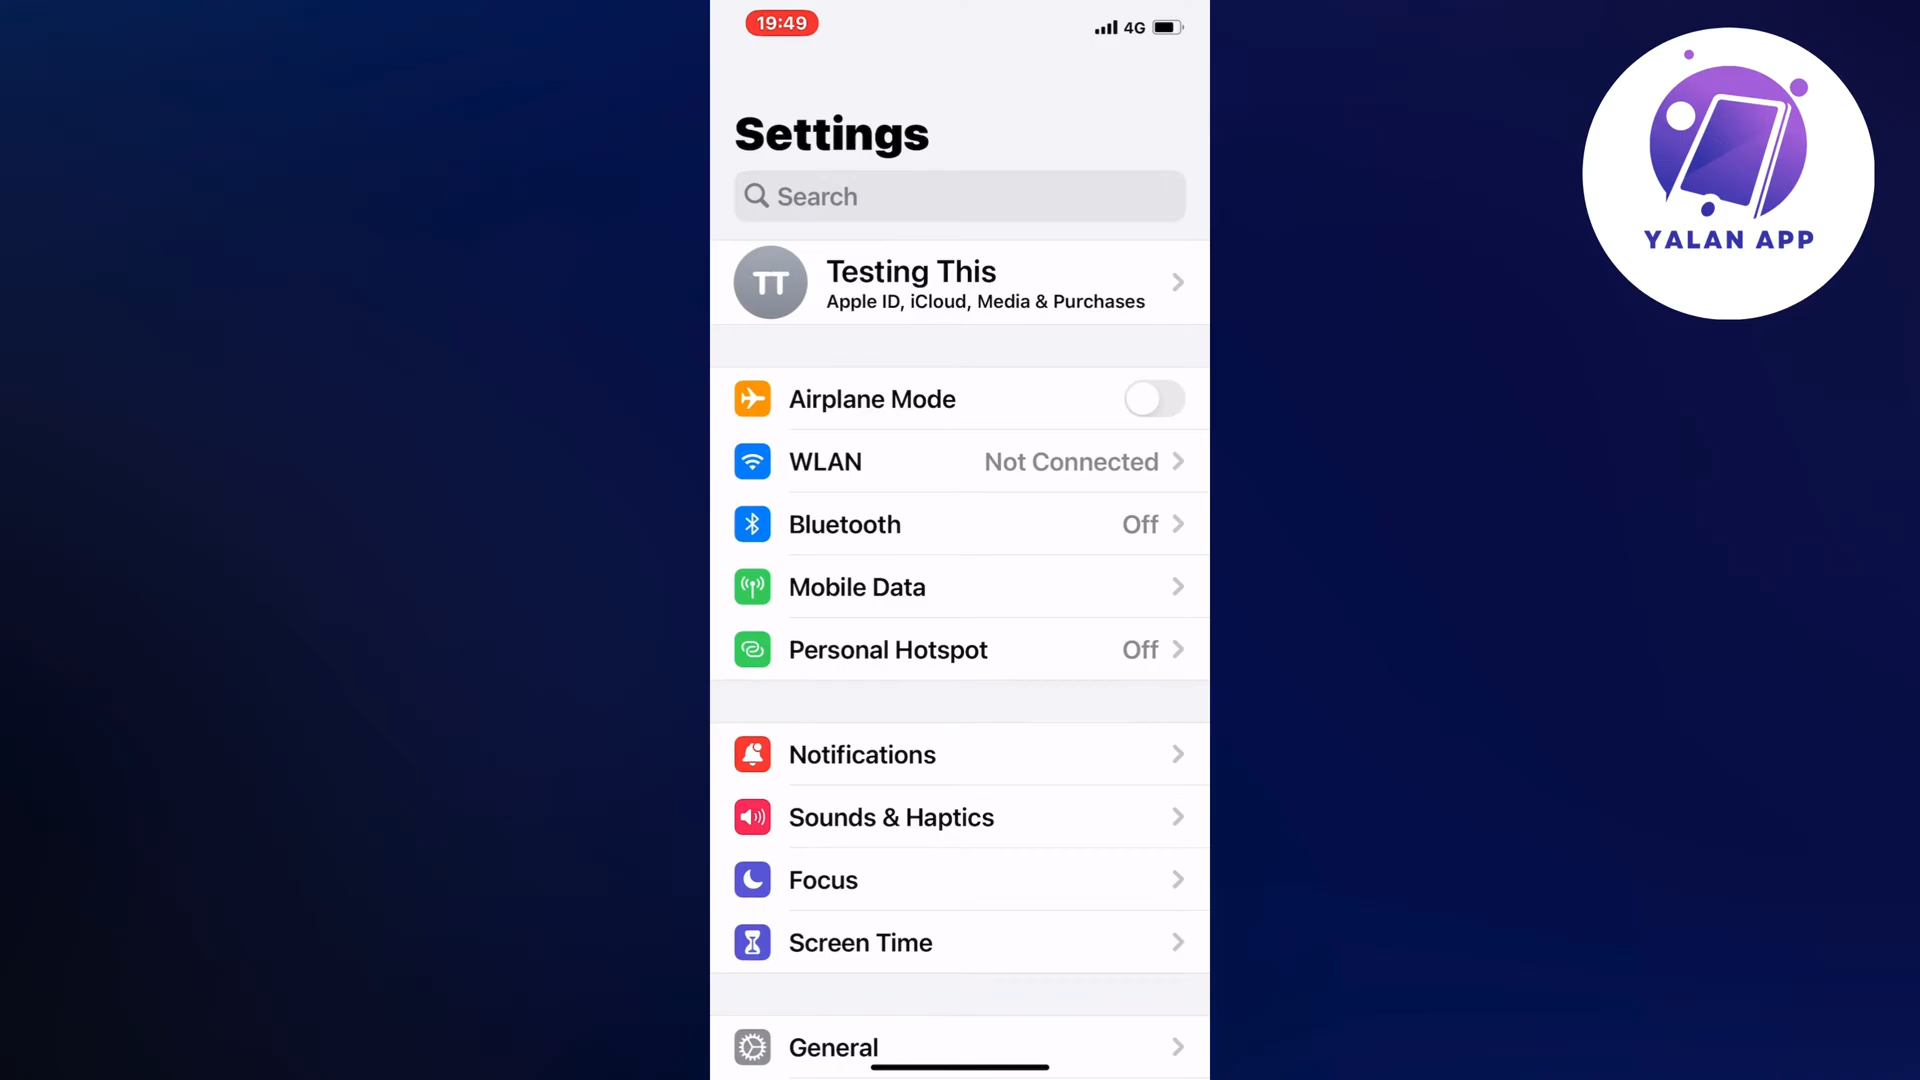 19:49
4G
YALAN APP
Settings
Search
TT
Testing This
Apple ID, iCloud, Media & Purchases
Airplane Mode
WLAN Not Connected
Bluetooth Off
Mobile Data
Personal Hotspot Off
Notifications
Sounds & Haptics
Focus
Screen Time
General